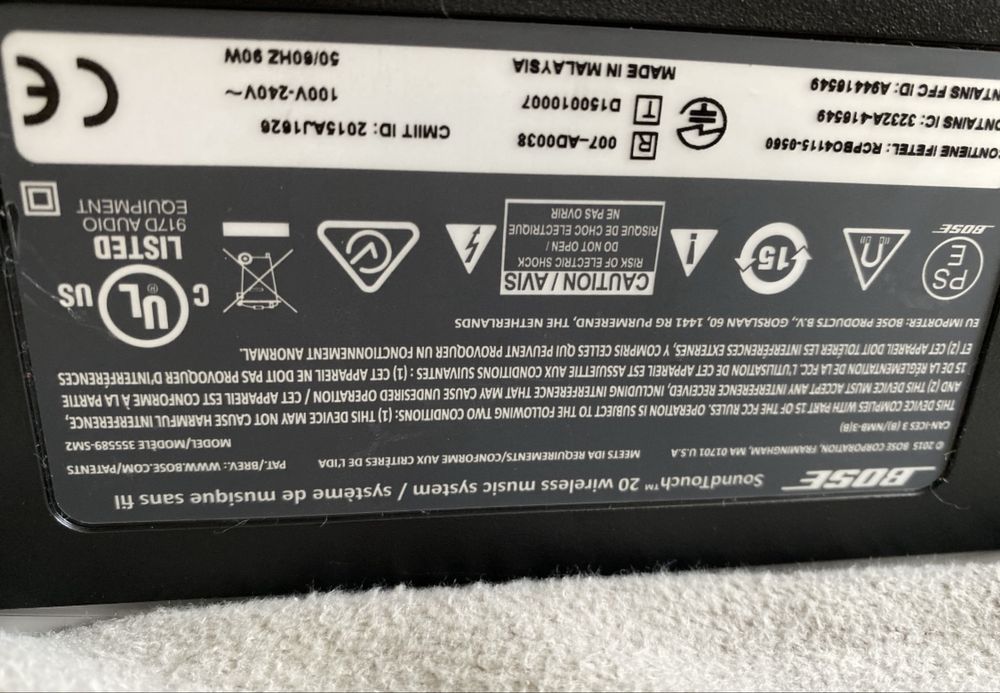 BOSE SoundTouch™ 20 wireless music system / système de musique sans fil
© 2015 BOSE CORPORATION, FRAMINGHAM, MA 01701 U.S.A MEETS IDA REQUIREMENTS/CONFORME AUX CRITÈRES DE L'IDA PAT./BREV.: WWW.BOSE.COM/PATENTS
CAN-ICES 3 (B)/NMB-3(B) MODEL/MODÈLE 355589-SM2
THIS DEVICE COMPLIES WITH PART 15 OF THE FCC RULES. OPERATION IS SUBJECT TO THE FOLLOWING TWO CONDITIONS: (1) THIS DEVICE MAY NOT CAUSE HARMFUL INTERFERENCE,
AND (2) THIS DEVICE MUST ACCEPT ANY INTERFERENCE RECEIVED, INCLUDING INTERFERENCE THAT MAY CAUSE UNDESIRED OPERATION / CET APPAREIL EST CONFORME À LA PARTIE
15 DE LA RÉGLEMENTATION DE LA FCC. L'UTILISATION DE CET APPAREIL EST ASSUJETTIE AUX CONDITIONS SUIVANTES : (1) CET APPAREIL NE DOIT PAS PROVOQUER D'INTERFÉRENCES
ET (2) CET APPAREIL DOIT TOLÉRER LES INTERFÉRENCES EXTERNES, Y COMPRIS CELLES QUI PEUVENT PROVOQUER UN FONCTIONNEMENT ANORMAL.
EU IMPORTER: BOSE PRODUCTS B.V., GORSLAAN 60, 1441 RG PURMEREND, THE NETHERLANDS
PS
E
BOSE
15
CAUTION / AVIS
RISK OF ELECTRIC SHOCK
DO NOT OPEN /
RISQUE DE CHOC ELECTRIQUE
NE PAS OVRIR
C UL US
®
LISTED
917D AUDIO
EQUIPMENT
CONTIENE IFETEL: RCPBO4115-0560
CONTAINS IC: 3232A-416549
CONTAINS FFC ID: A94416549
R 007-AD0038
T D150010007
MADE IN MALAYSIA
CMIIT ID: 2015AJ1626
100V-240V~
50/60HZ 90W
CE